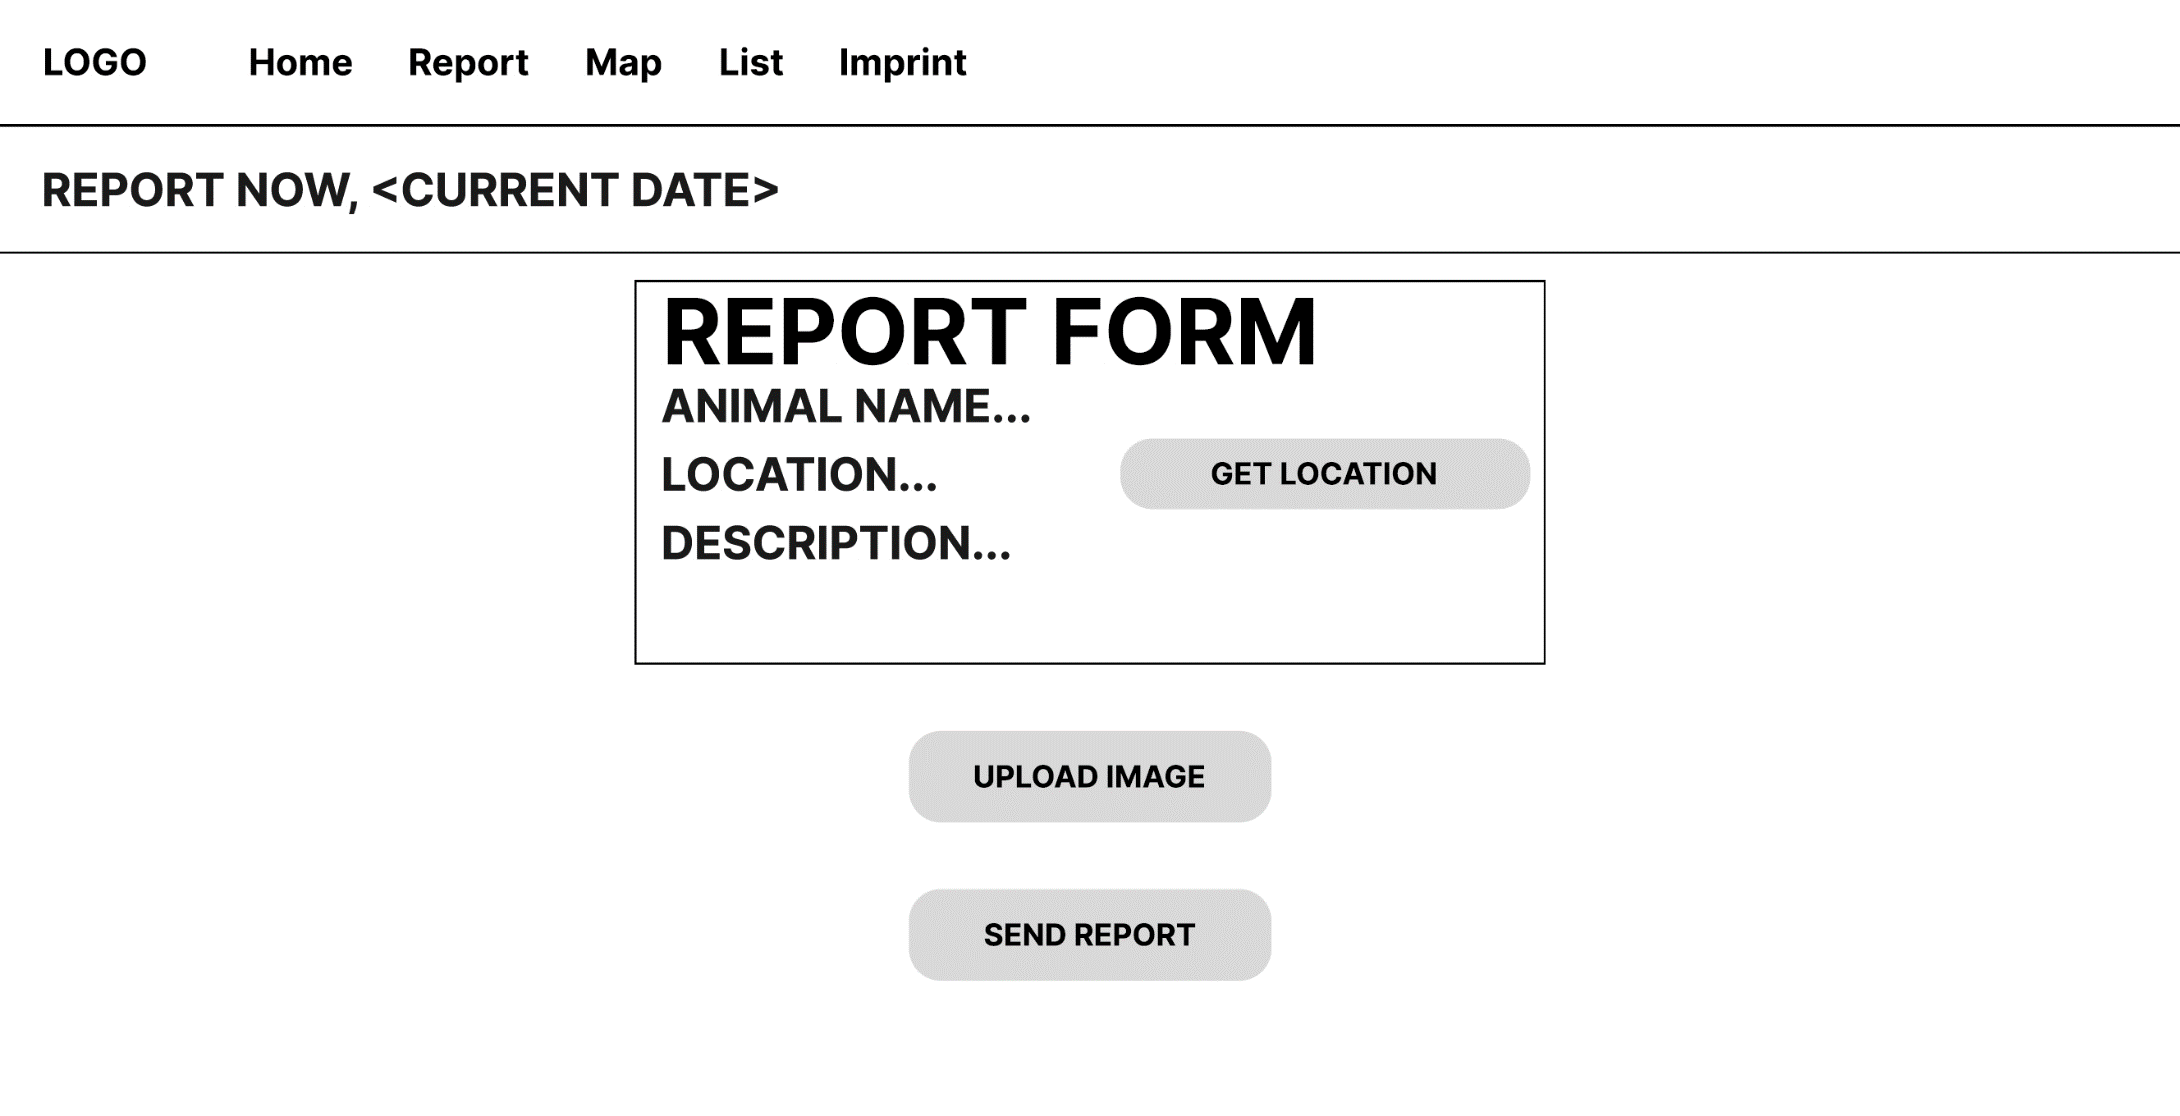 LOGO Home Report Map List Imprint
REPORT NOW, <CURRENT DATE>
REPORT FORM
ANIMAL NAME...
LOCATION... GET LOCATION
DESCRIPTION...
UPLOAD IMAGE
SEND REPORT